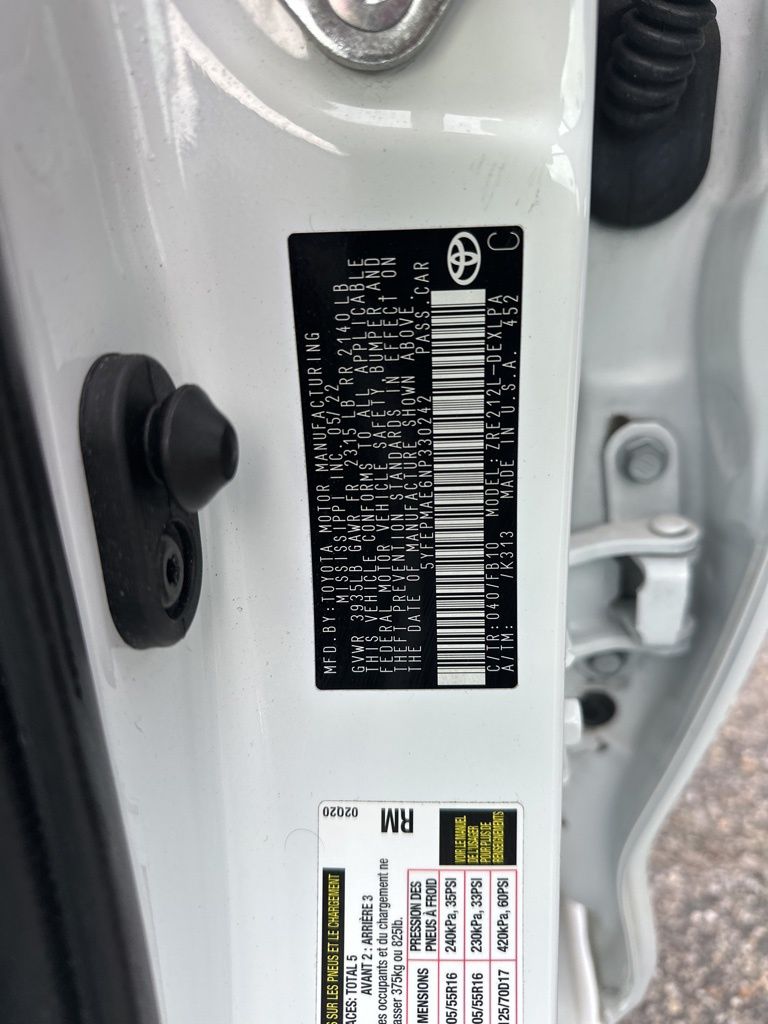 MFD. BY: TOYOTA MOTOR MANUFACTURING
MISSISSIPPI INC. 05/22
GVWR 3935LB GAWR FR 2315 LB RR 2140 LB
THIS VEHICLE CONFORMS TO ALL APPLICABLE
FEDERAL MOTOR VEHICLE SAFETY, BUMPER, AND
THEFT PREVENTION STANDARDS IN EFFECT ON
THE DATE OF MANUFACTURE SHOWN ABOVE.
5YFEPMAE6NP330242 PASS. CAR
C/TR: 040/FB10 MODEL: ZRE212L-DEXLPA
A/TM: /K313 MADE IN U.S.A. 452
C
02Q20
RM
S SUR LES PNEUS ET LE CHARGEMENT
ACES: TOTAL 5
AVANT 2 : ARRIÈRE 3
es occupants et du chargement ne
asser 375kg ou 825lb.
MENSIONS PRESSION DES PNEUS À FROID
05/55R16 240kPa, 35PSI
05/55R16 230kPa, 33PSI
125/70D17 420kPa, 60PSI
VOIR LE MANUEL
DE L'USAGER
POUR PLUS DE
RENSEIGNEMENTS